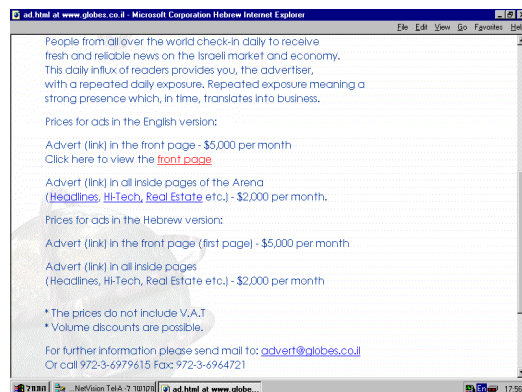 ad.html at www.globes.co.il - Microsoft Corporation Hebrew Internet Explorer
File Edit View Go Favorites Hel
People from all over the world check-in daily to receive
fresh and reliable news on the Israeli market and economy.
This daily influx of readers provides you, the advertiser,
with a repeated daily exposure. Repeated exposure meaning a
strong presence which, in time, translates into business.
Prices for ads in the English version:
Advert (link) in the front page - $5,000 per month
Click here to view the front page
Advert (link) in all inside pages of the Arena
(Headlines, Hi-Tech, Real Estate etc.) - $2,000 per month.
Prices for ads in the Hebrew version:
Advert (link) in the front page (first page) - $5,000 per month
Advert (link) in all inside pages
(Headlines, Hi-Tech, Real Estate etc.) - $2,000 per month
* The prices do not include V.A.T
* Volume discounts are possible.
For further information please send mail to: advert@globes.co.il
Or call 972-3-6979615 Fax: 972-3-6964721
התחל ...NetVision TelA-7 ad.html at www.globe... En 17:56